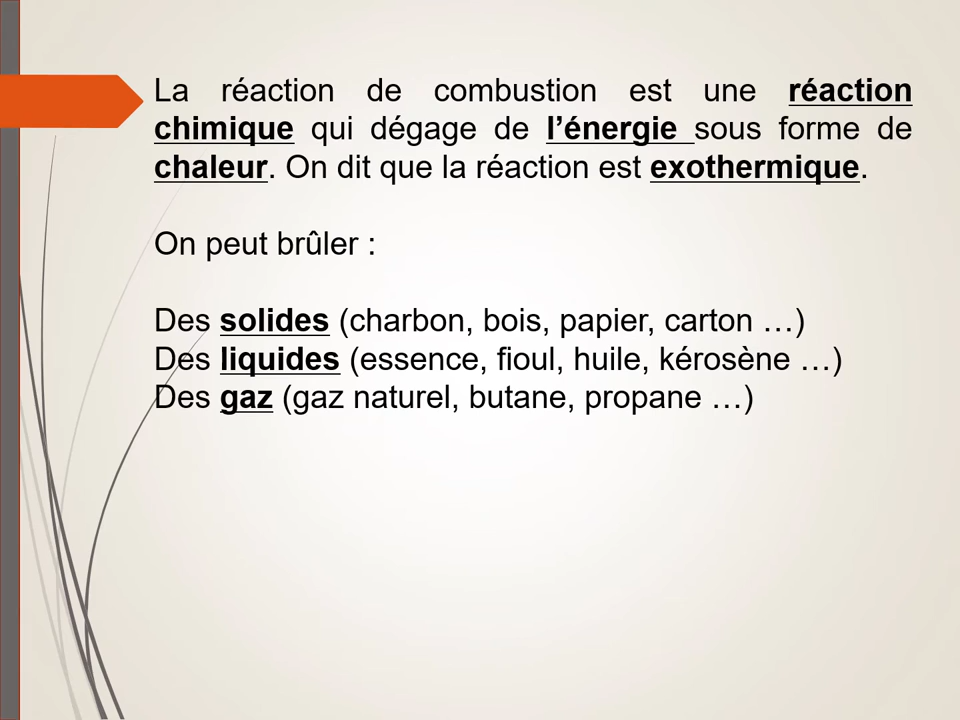 La réaction de combustion est une réaction
chimique qui dégage de l’énergie sous forme de
chaleur. On dit que la réaction est exothermique.
On peut brûler :
Des solides (charbon, bois, papier, carton …)
Des liquides (essence, fioul, huile, kérosène …)
Des gaz (gaz naturel, butane, propane …)